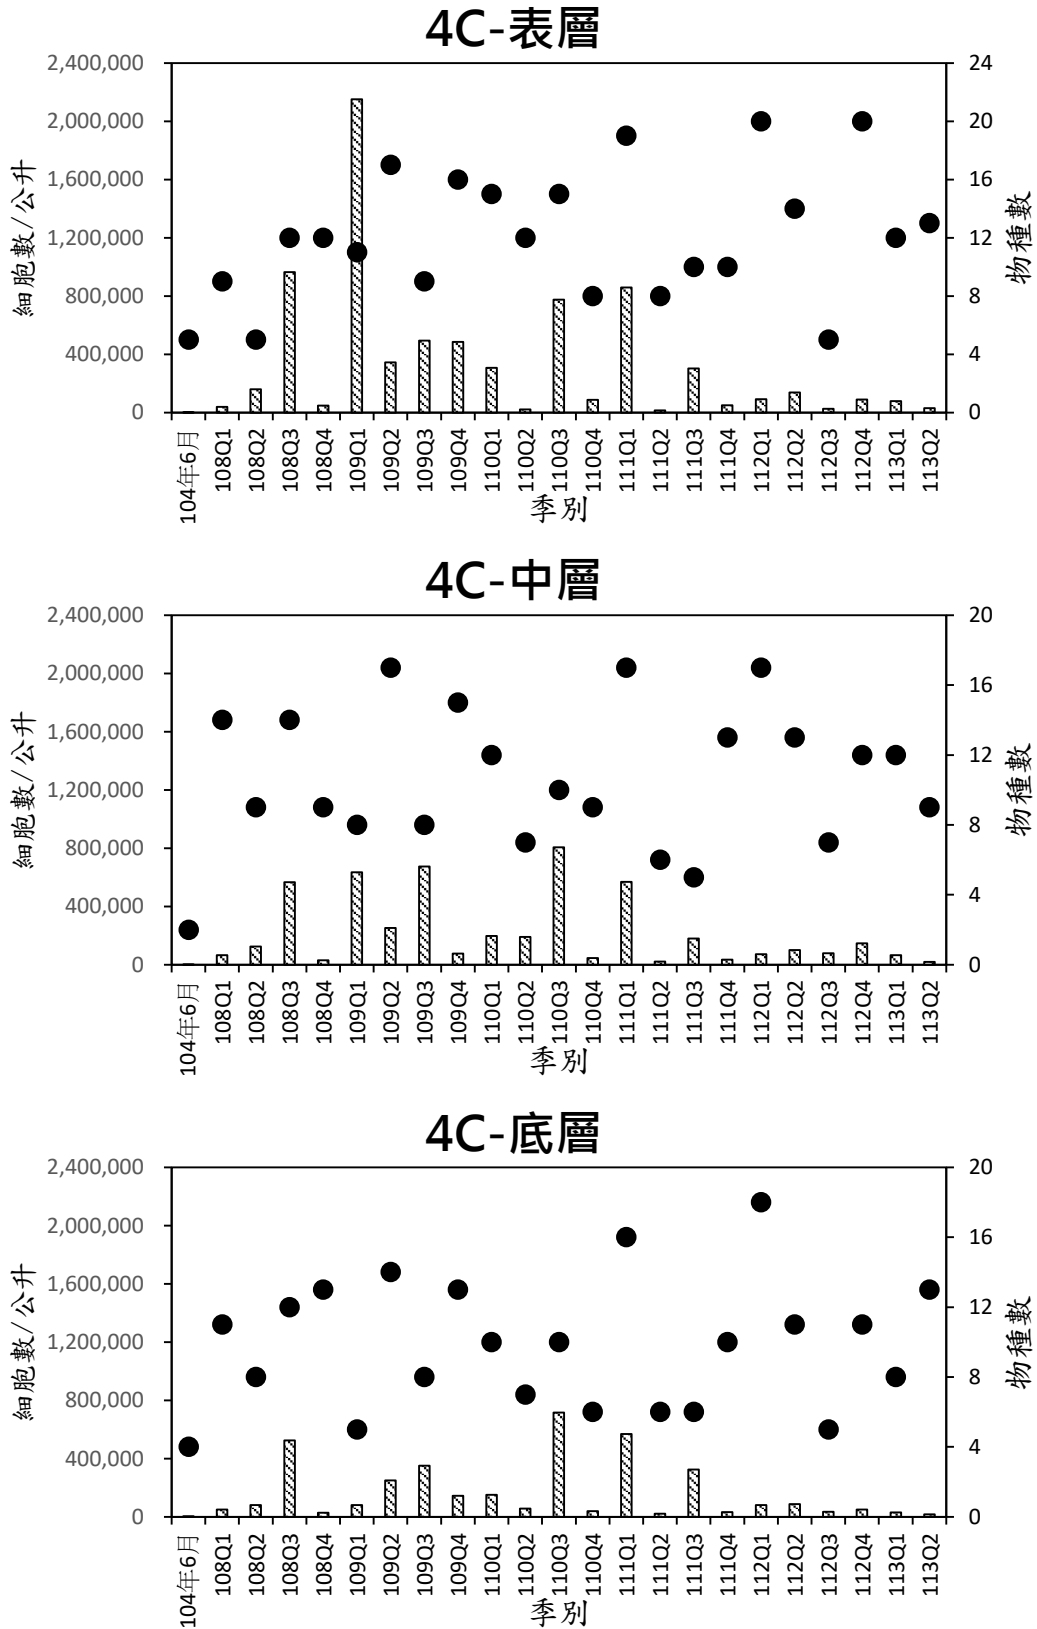 4C-表層
2,400,000
2,000,000
1,600,000
1,200,000
800,000
400,000
0
細胞數/公升
24
20
16
12
8
4
0
物種數
104年6月
108Q1
108Q2
108Q3
108Q4
109Q1
109Q2
109Q3
109Q4
110Q1
110Q2
110Q3
110Q4
111Q1
111Q2
111Q3
111Q4
112Q1
112Q2
112Q3
112Q4
113Q1
113Q2
季別
4C-中層
2,400,000
2,000,000
1,600,000
1,200,000
800,000
400,000
0
細胞數/公升
20
16
12
8
4
0
物種數
104年6月
108Q1
108Q2
108Q3
108Q4
109Q1
109Q2
109Q3
109Q4
110Q1
110Q2
110Q3
110Q4
111Q1
111Q2
111Q3
111Q4
112Q1
112Q2
112Q3
112Q4
113Q1
113Q2
季別
4C-底層
2,400,000
2,000,000
1,600,000
1,200,000
800,000
400,000
0
細胞數/公升
20
16
12
8
4
0
物種數
104年6月
108Q1
108Q2
108Q3
108Q4
109Q1
109Q2
109Q3
109Q4
110Q1
110Q2
110Q3
110Q4
111Q1
111Q2
111Q3
111Q4
112Q1
112Q2
112Q3
112Q4
113Q1
113Q2
季別